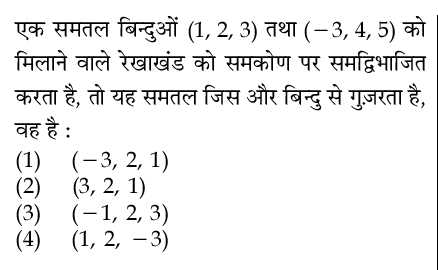 एक समतल बिन्दुओं (1, 2, 3) तथा (−3, 4, 5) को
मिलाने वाले रेखाखंड को समकोण पर समद्विभाजित
करता है, तो यह समतल जिस और बिन्दु से गुज़रता है,
वह है :
(1) (−3, 2, 1)
(2) (3, 2, 1)
(3) (−1, 2, 3)
(4) (1, 2, −3)